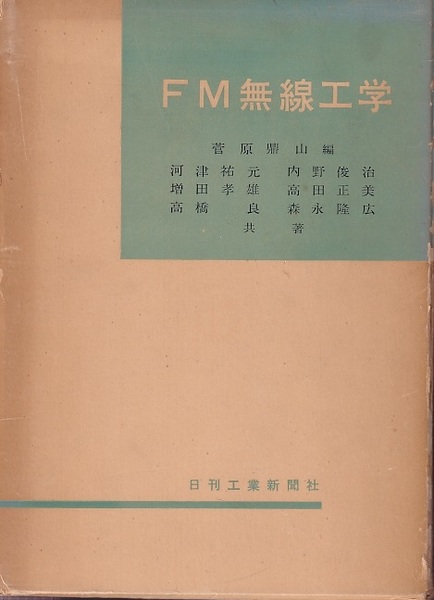 FM無線工学
菅原鼎山編
河津祐元 内野俊治
増田孝雄 高田正美
高橋良 森永隆広
共著
日刊工業新聞社